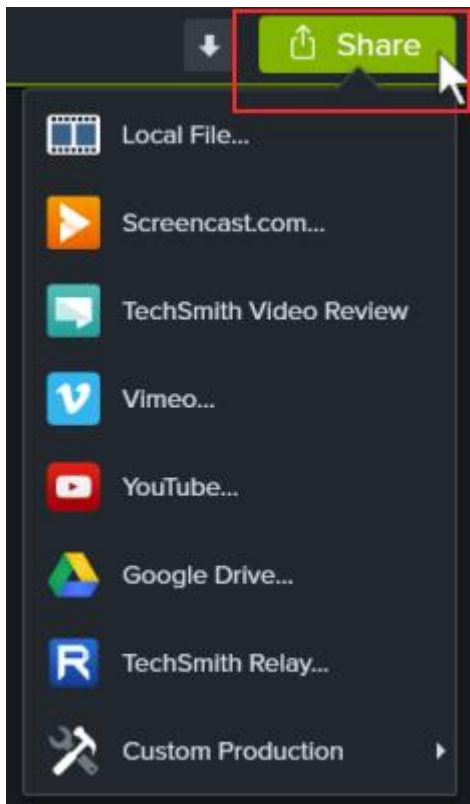 Share
Local File...
Screencast.com...
TechSmith Video Review
Vimeo...
YouTube...
Google Drive...
TechSmith Relay...
Custom Production